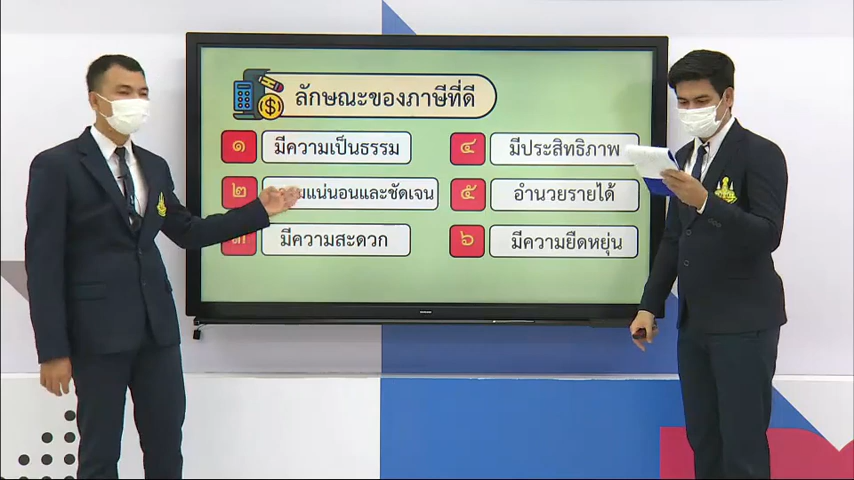 ลักษณะของภาษีที่ดี
๑ มีความเป็นธรรม
๒ แน่นอนและชัดเจน
๓ มีความสะดวก
๔ มีประสิทธิภาพ
๕ อำนวยรายได้
๖ มีความยืดหยุ่น